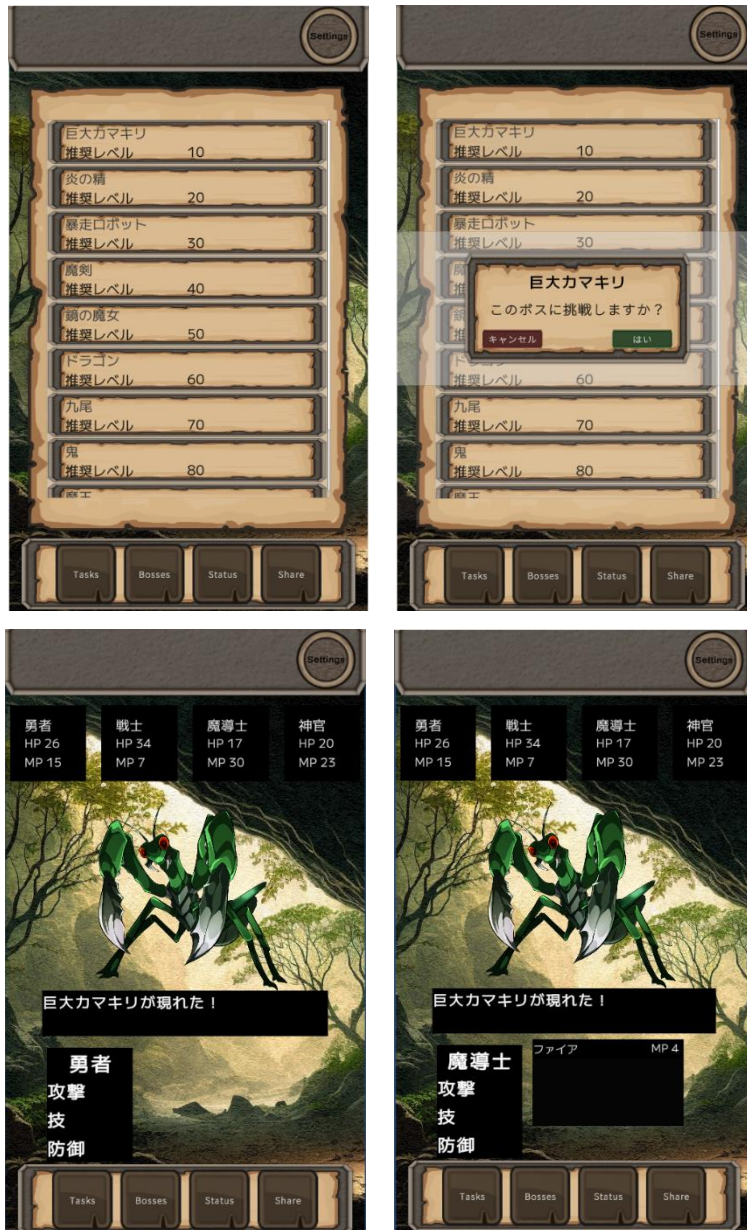 Settings
巨大カマキリ
推奨レベル 10
炎の精
推奨レベル 20
暴走ロボット
推奨レベル 30
魔剣
推奨レベル 40
鏡の魔女
推奨レベル 50
ドラゴン
推奨レベル 60
九尾
推奨レベル 70
鬼
推奨レベル 80
魔王
Tasks Bosses Status Share
Settings
巨大カマキリ
推奨レベル 10
炎の精
推奨レベル 20
暴走ロボット
推奨レベル 30
巨大カマキリ
このボスに挑戦しますか？
キャンセル はい
ドラゴン
推奨レベル 60
九尾
推奨レベル 70
鬼
推奨レベル 80
魔王
Tasks Bosses Status Share
Settings
勇者 戦士 魔導士 神官
HP 26 HP 34 HP 17 HP 20
MP 15 MP 7 MP 30 MP 23
巨大カマキリが現れた！
勇者
攻撃
技
防御
Tasks Bosses Status Share
Settings
勇者 戦士 魔導士 神官
HP 26 HP 34 HP 17 HP 20
MP 15 MP 7 MP 30 MP 23
巨大カマキリが現れた！
魔導士
攻撃
技
防御
ファイア MP 4
Tasks Bosses Status Share